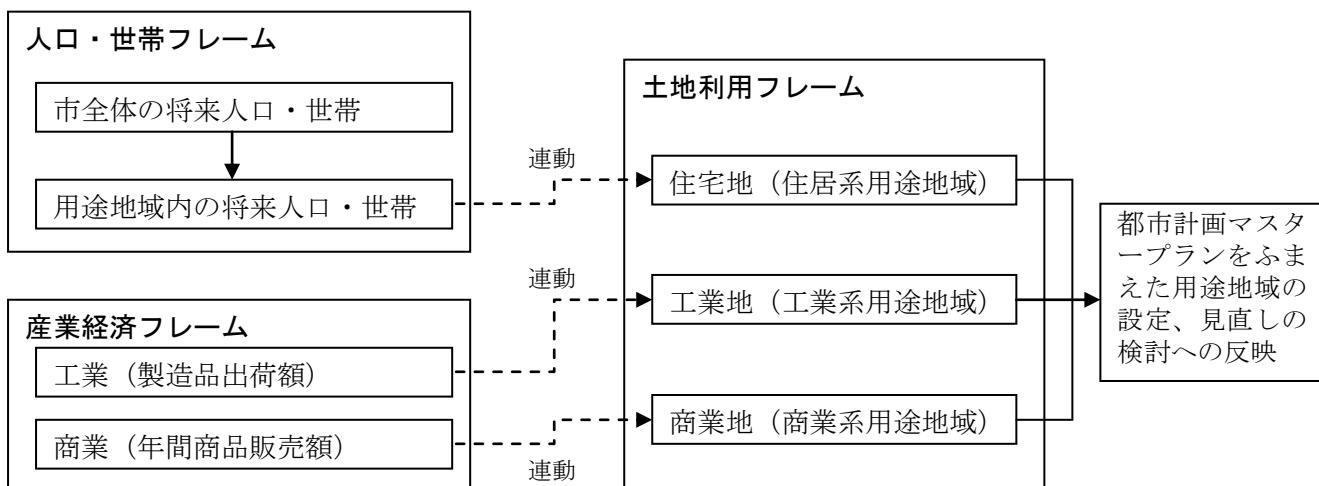 人口・世帯フレーム
市全体の将来人口・世帯
用途地域内の将来人口・世帯
産業経済フレーム
工業（製造品出荷額）
商業（年間商品販売額）
連動
連動
連動
土地利用フレーム
住宅地（住居系用途地域）
工業地（工業系用途地域）
商業地（商業系用途地域）
都市計画マスタ
ープランをふま
えた用途地域の
設定、見直しの
検討への反映